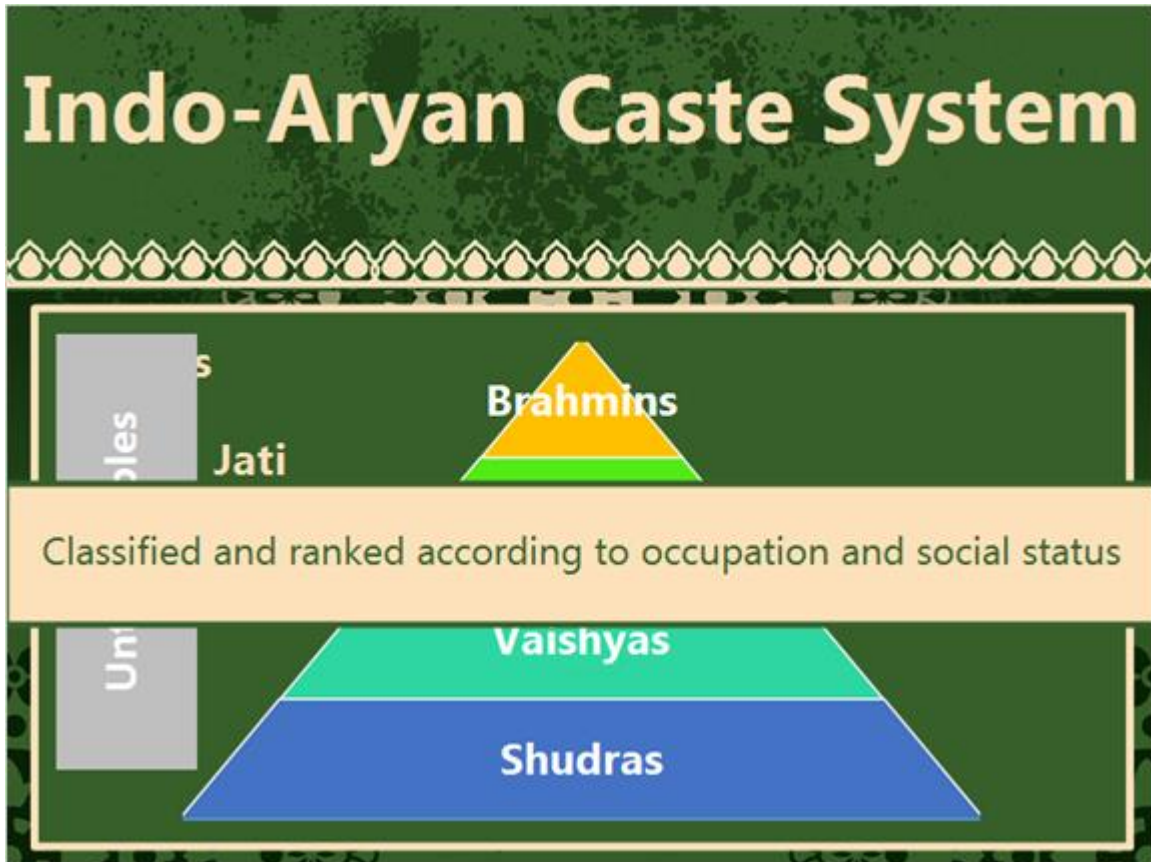 Indo-Aryan Caste System
Brahmins
Jati
Classified and ranked according to occupation and social status
Vaishyas
Shudras